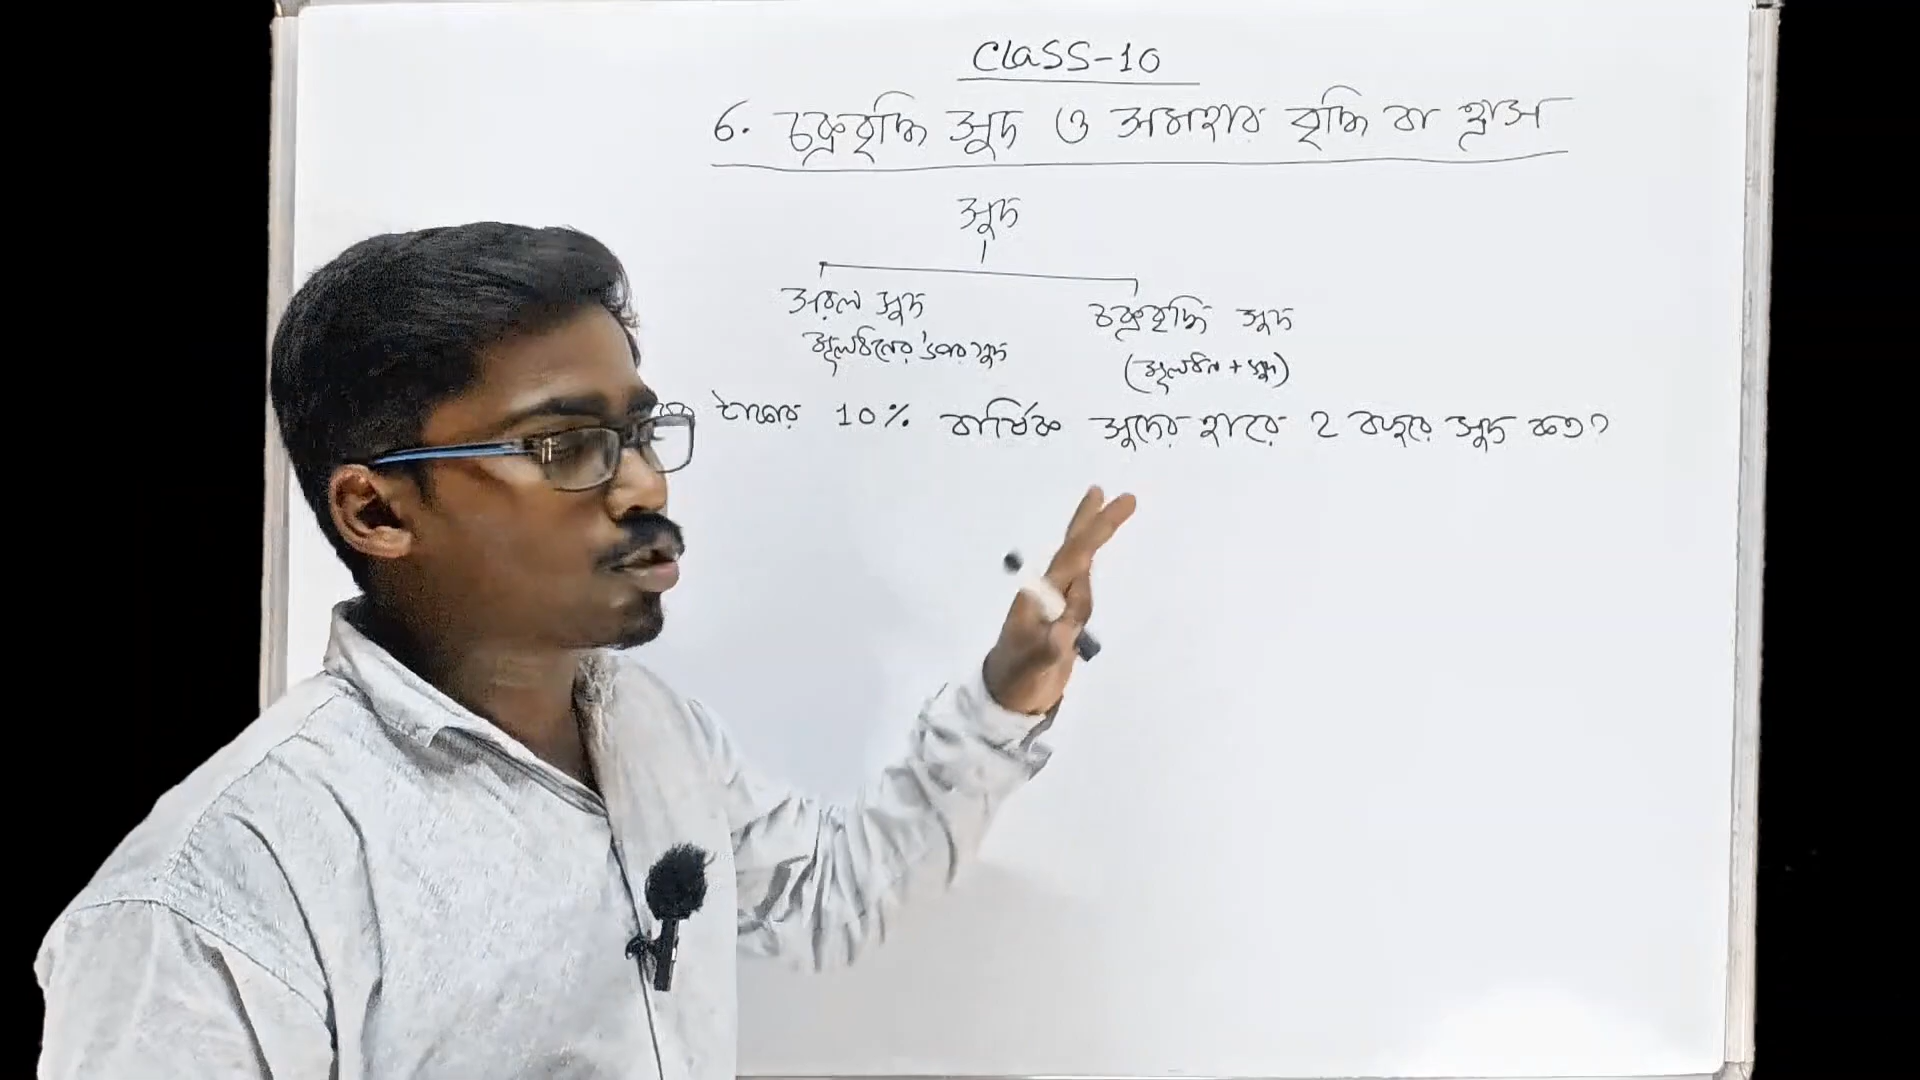 CLASS-10
6. চক্রবৃদ্ধি সুদ ও সমহার বৃদ্ধি বা হ্রাস
সুদ
সরল সুদ
চক্রবৃদ্ধি সুদ
মূলধনের উপর সুদ
(মূলধন + সুদ)
টাকার 10% বার্ষিক সুদের হারে 2 বছরে সুদ কত?